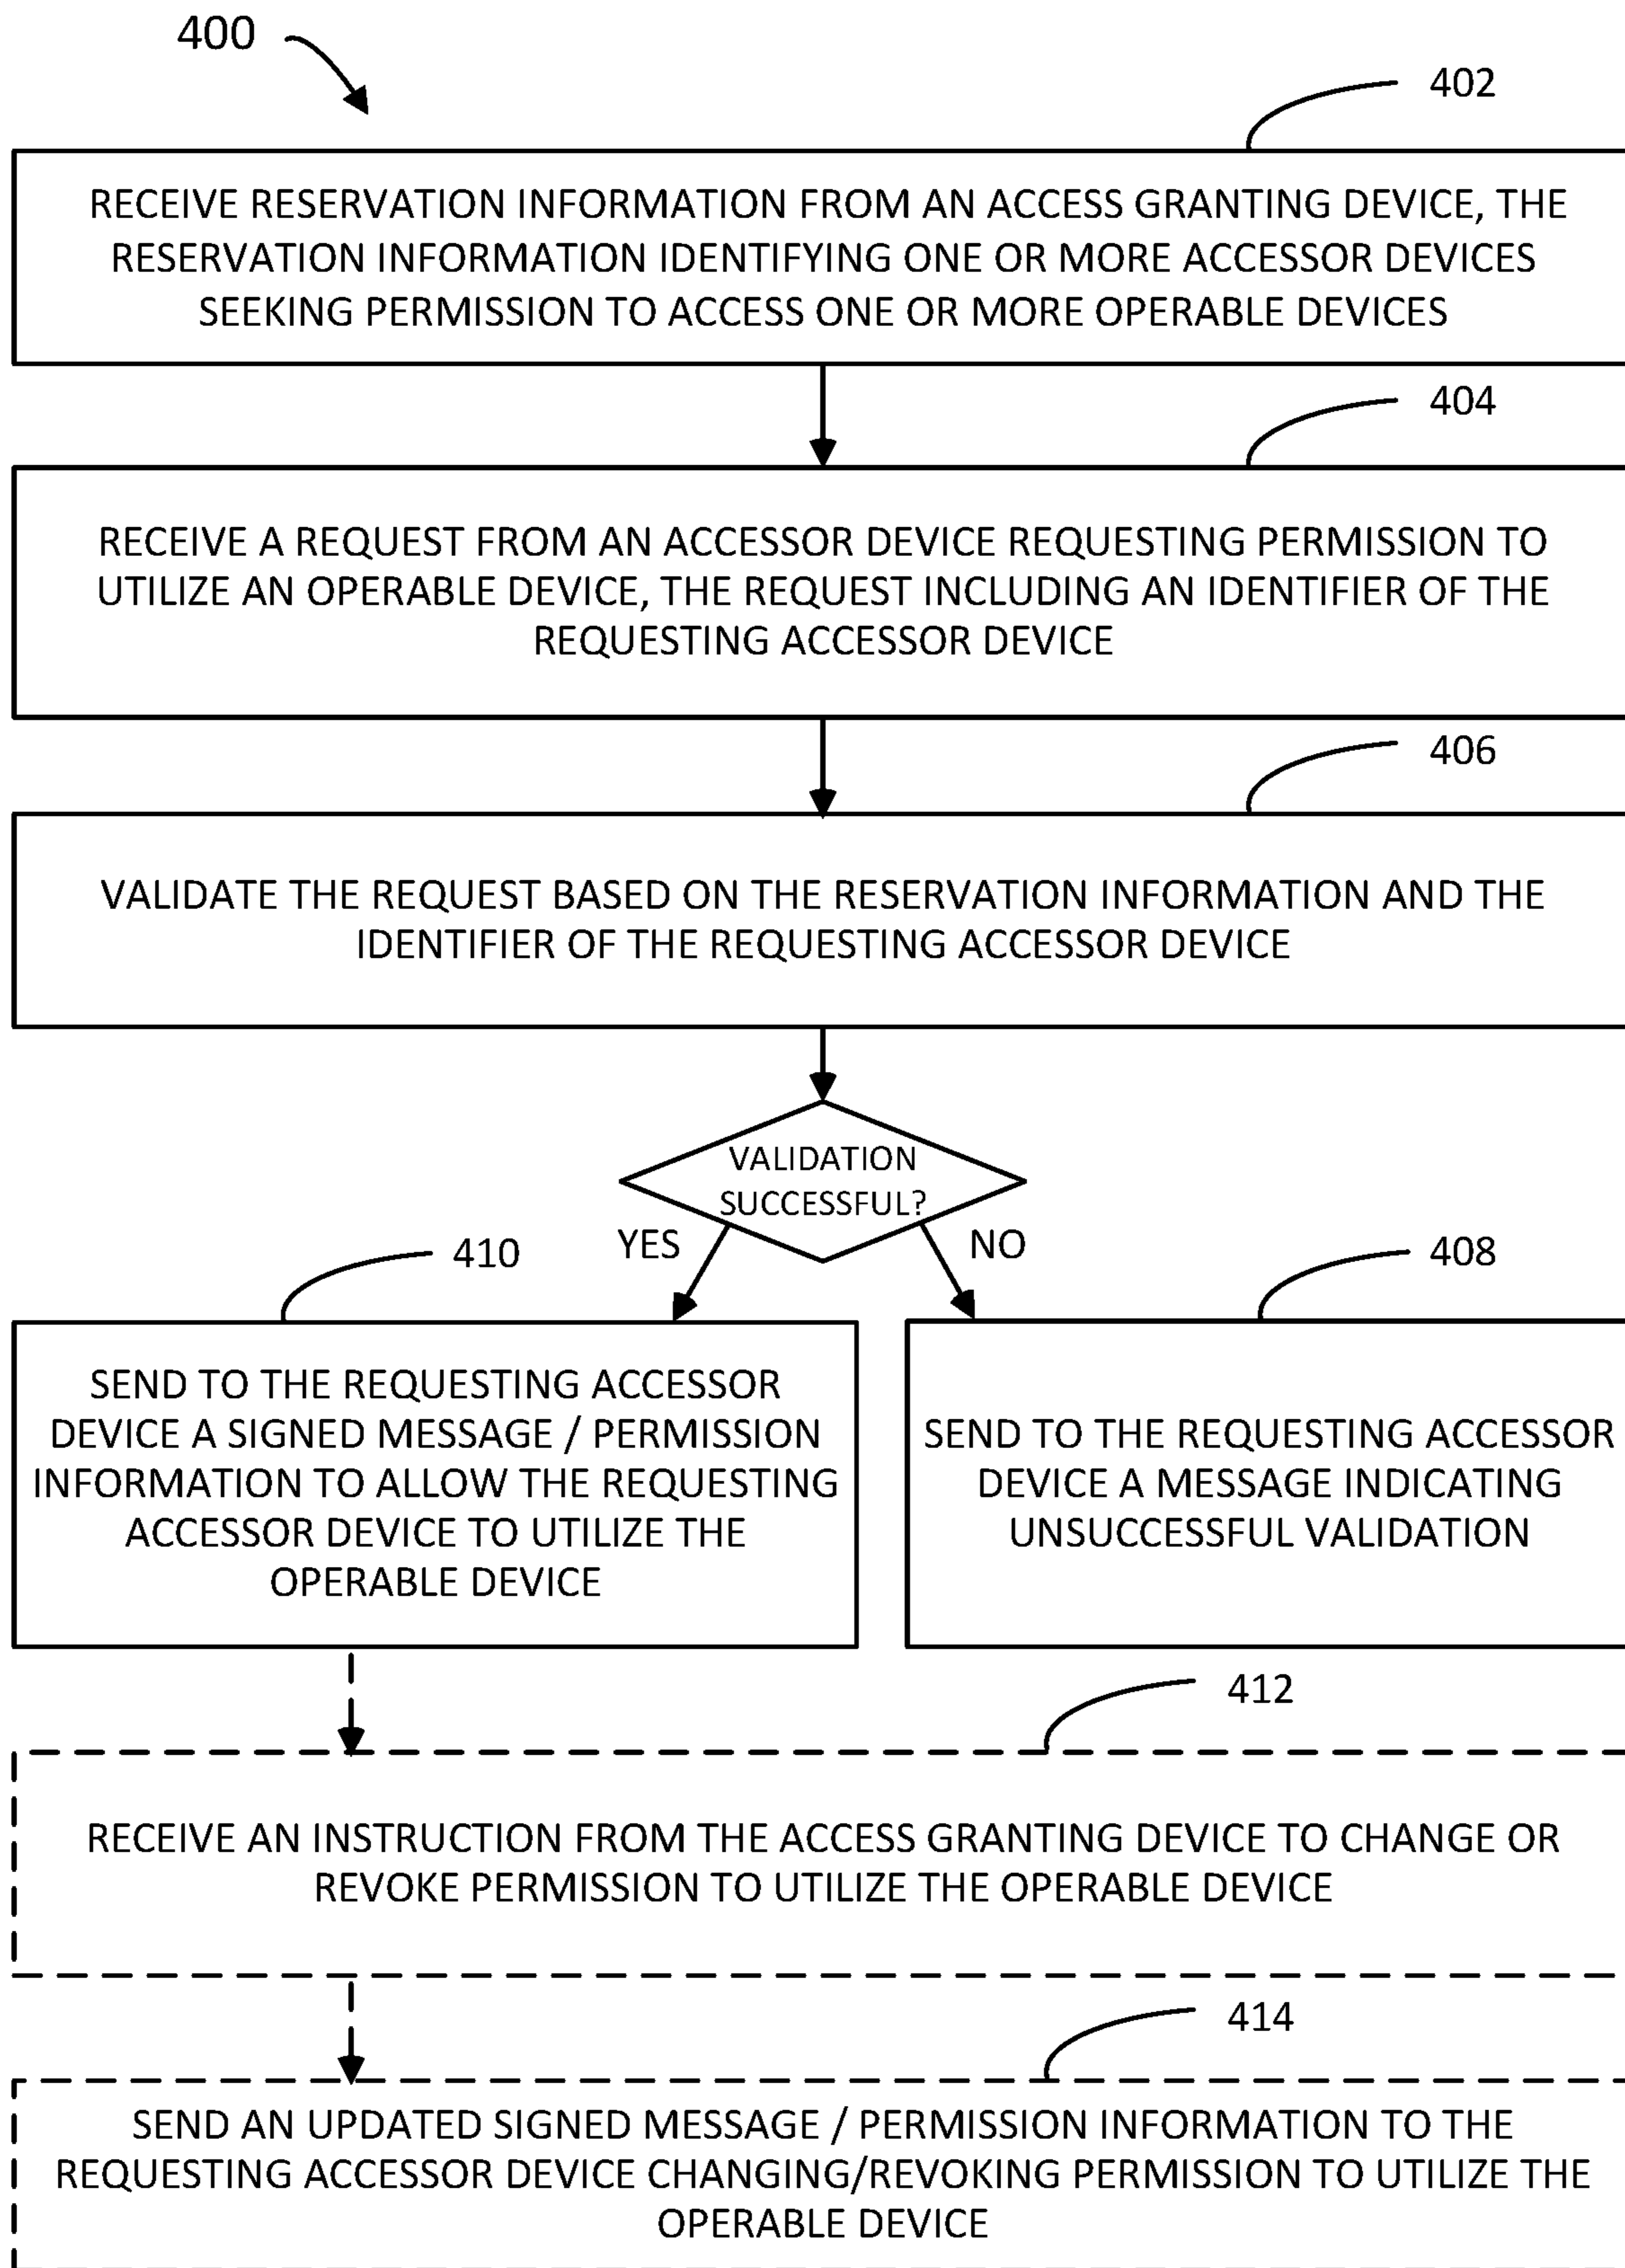 400
402
RECEIVE RESERVATION INFORMATION FROM AN ACCESS GRANTING DEVICE, THE
RESERVATION INFORMATION IDENTIFYING ONE OR MORE ACCESSOR DEVICES
SEEKING PERMISSION TO ACCESS ONE OR MORE OPERABLE DEVICES
404
RECEIVE A REQUEST FROM AN ACCESSOR DEVICE REQUESTING PERMISSION TO
UTILIZE AN OPERABLE DEVICE, THE REQUEST INCLUDING AN IDENTIFIER OF THE
REQUESTING ACCESSOR DEVICE
406
VALIDATE THE REQUEST BASED ON THE RESERVATION INFORMATION AND THE
IDENTIFIER OF THE REQUESTING ACCESSOR DEVICE
VALIDATION
SUCCESSFUL?
YES
NO
410
SEND TO THE REQUESTING ACCESSOR
DEVICE A SIGNED MESSAGE / PERMISSION
INFORMATION TO ALLOW THE REQUESTING
ACCESSOR DEVICE TO UTILIZE THE
OPERABLE DEVICE
408
SEND TO THE REQUESTING ACCESSOR
DEVICE A MESSAGE INDICATING
UNSUCCESSFUL VALIDATION
412
RECEIVE AN INSTRUCTION FROM THE ACCESS GRANTING DEVICE TO CHANGE OR
REVOKE PERMISSION TO UTILIZE THE OPERABLE DEVICE
414
SEND AN UPDATED SIGNED MESSAGE / PERMISSION INFORMATION TO THE
REQUESTING ACCESSOR DEVICE CHANGING/REVOKING PERMISSION TO UTILIZE THE
OPERABLE DEVICE